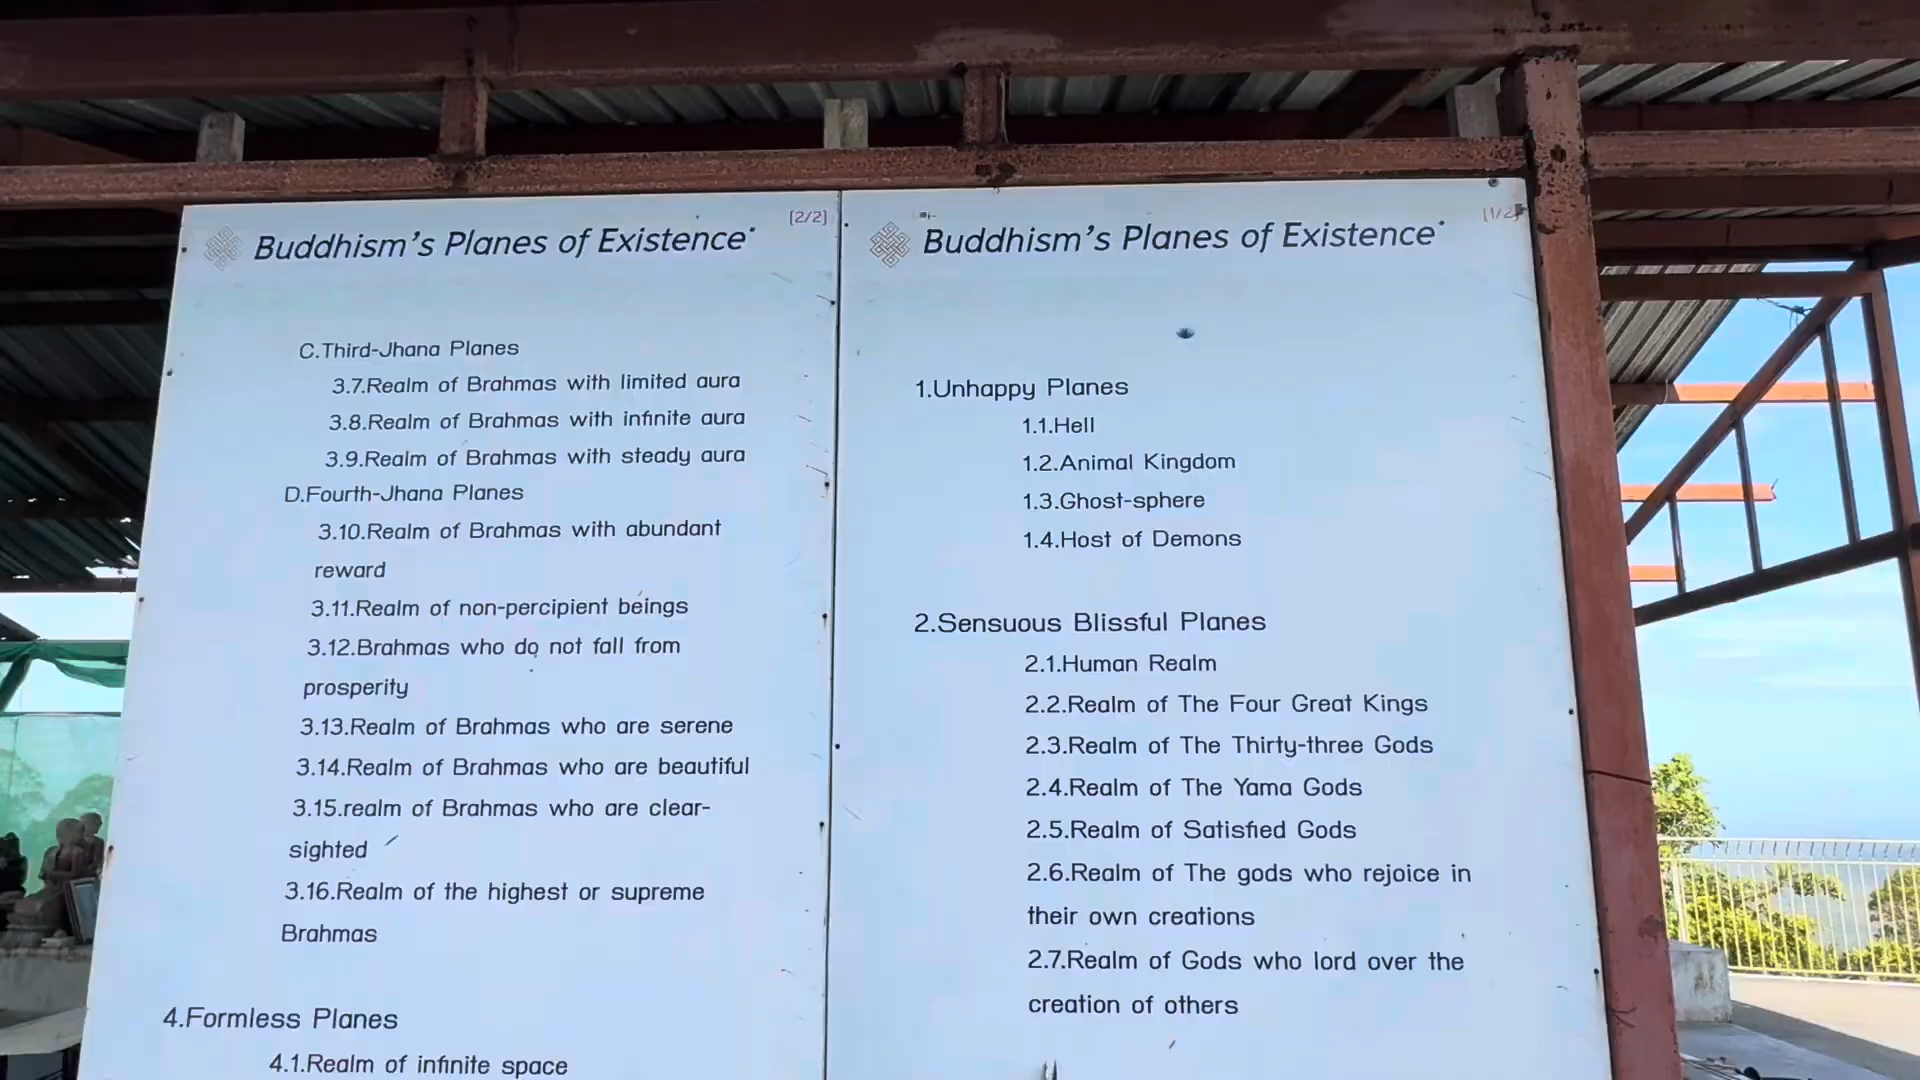 [2/2]
Buddhism's Planes of Existence*
C.Third-Jhana Planes
3.7.Realm of Brahmas with limited aura
3.8.Realm of Brahmas with infinite aura
3.9.Realm of Brahmas with steady aura
D.Fourth-Jhana Planes
3.10.Realm of Brahmas with abundant
reward
3.11.Realm of non-percipient beings
3.12.Brahmas who do not fall from
prosperity
3.13.Realm of Brahmas who are serene
3.14.Realm of Brahmas who are beautiful
3.15.realm of Brahmas who are clear-
sighted
3.16.Realm of the highest or supreme
Brahmas
4.Formless Planes
4.1.Realm of infinite space
[1/2]
Buddhism's Planes of Existence*
1.Unhappy Planes
1.1.Hell
1.2.Animal Kingdom
1.3.Ghost-sphere
1.4.Host of Demons
2.Sensuous Blissful Planes
2.1.Human Realm
2.2.Realm of The Four Great Kings
2.3.Realm of The Thirty-three Gods
2.4.Realm of The Yama Gods
2.5.Realm of Satisfied Gods
2.6.Realm of The gods who rejoice in
their own creations
2.7.Realm of Gods who lord over the
creation of others